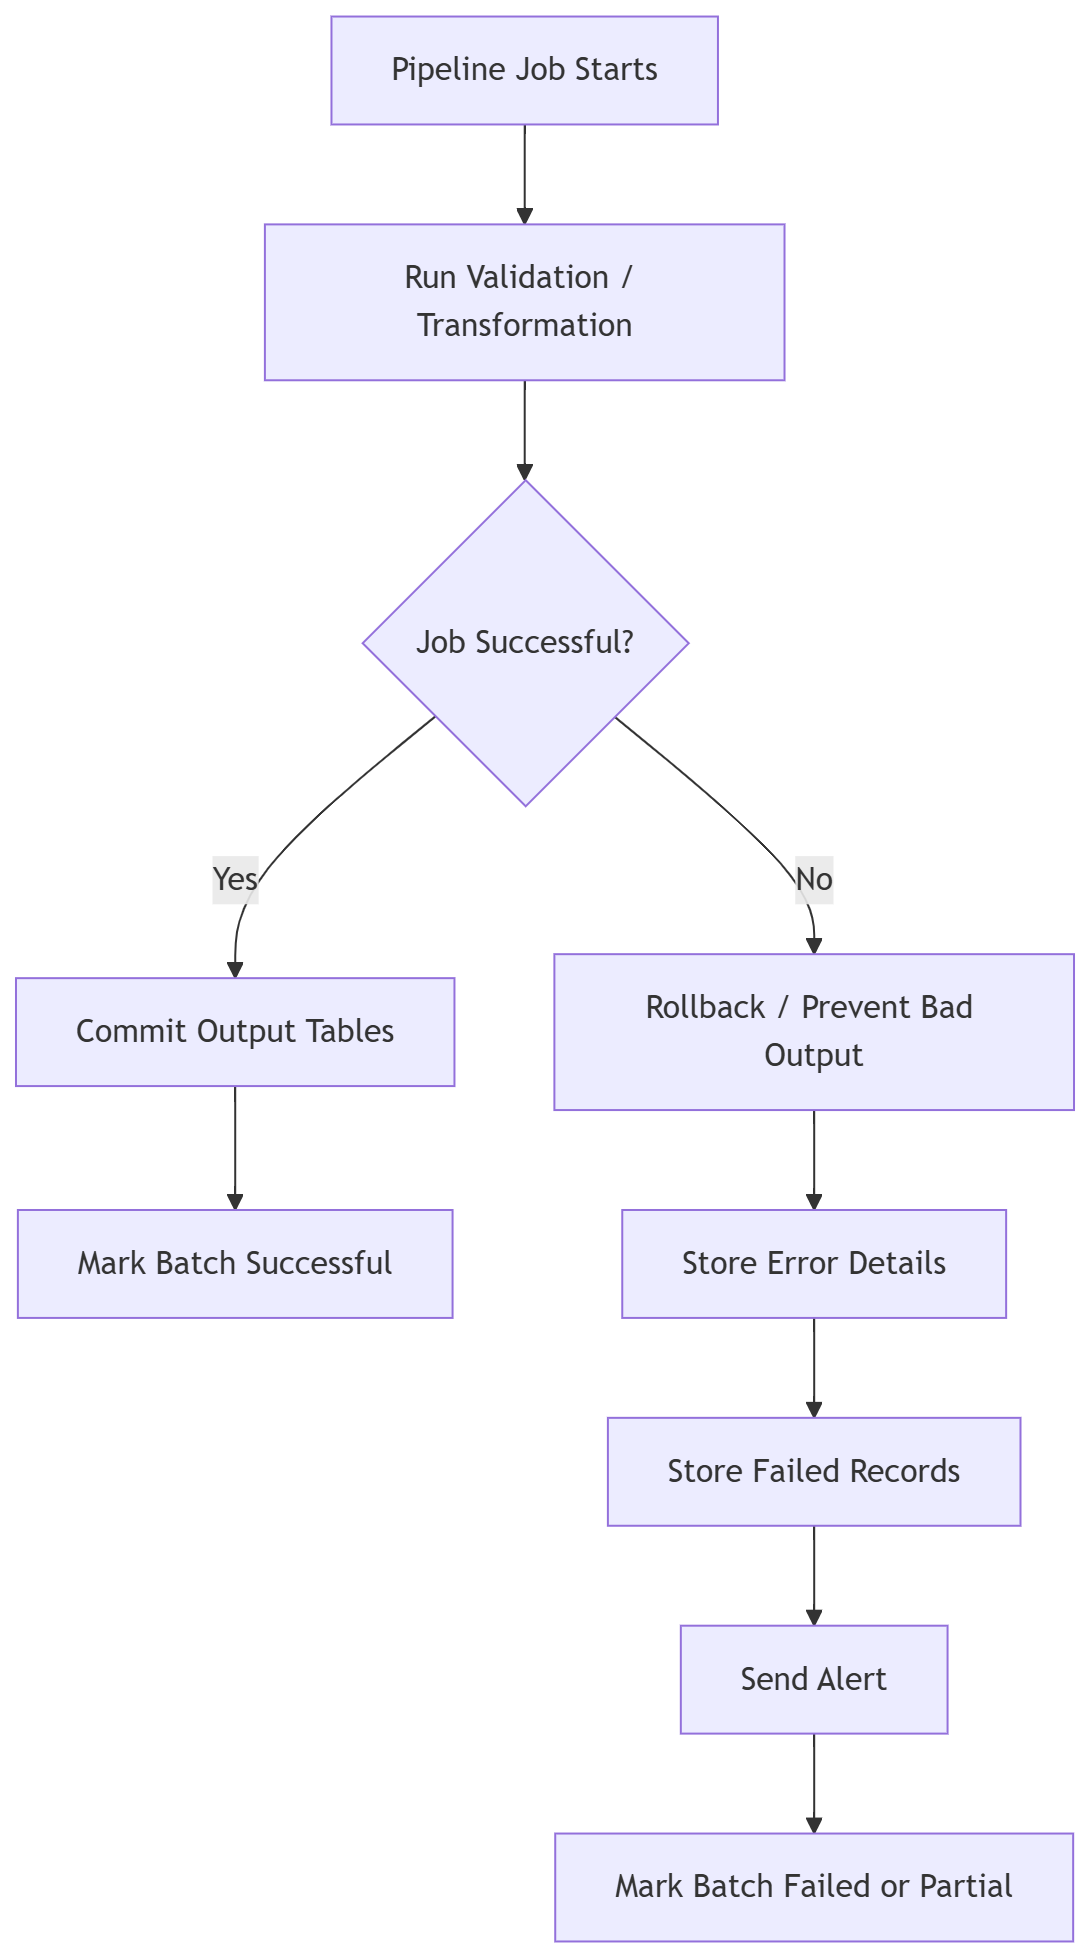 Pipeline Job Starts
Run Validation /
Transformation
Job Successful?
Yes
No
Commit Output Tables
Rollback / Prevent Bad
Output
Mark Batch Successful
Store Error Details
Store Failed Records
Send Alert
Mark Batch Failed or Partial